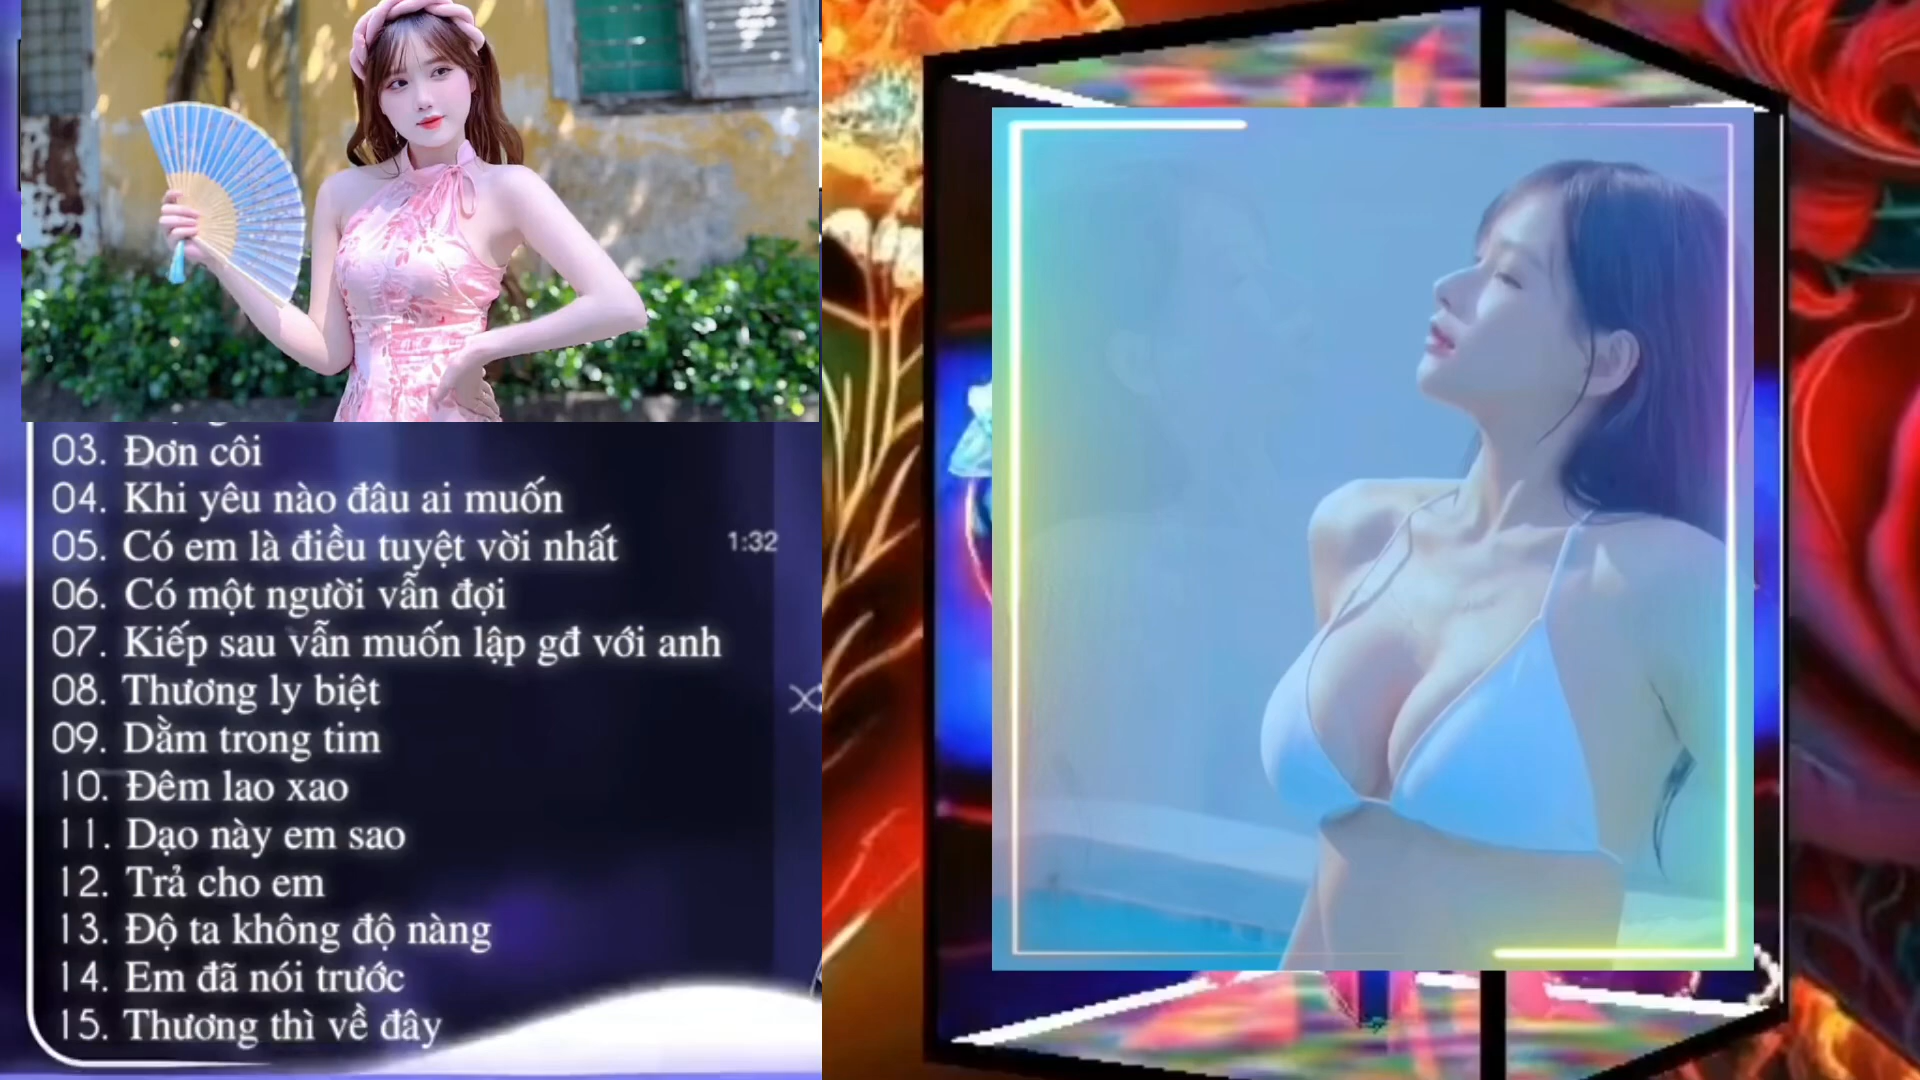 03. Đơn côi
04. Khi yêu nào đâu ai muốn
05. Có em là điều tuyệt vời nhất
1:32
06. Có một người vẫn đợi
07. Kiếp sau vẫn muốn lập gđ với anh
08. Thương ly biệt
09. Dằm trong tim
10. Đêm lao xao
11. Dạo này em sao
12. Trả cho em
13. Độ ta không độ nàng
14. Em đã nói trước
15. Thương thì về đây